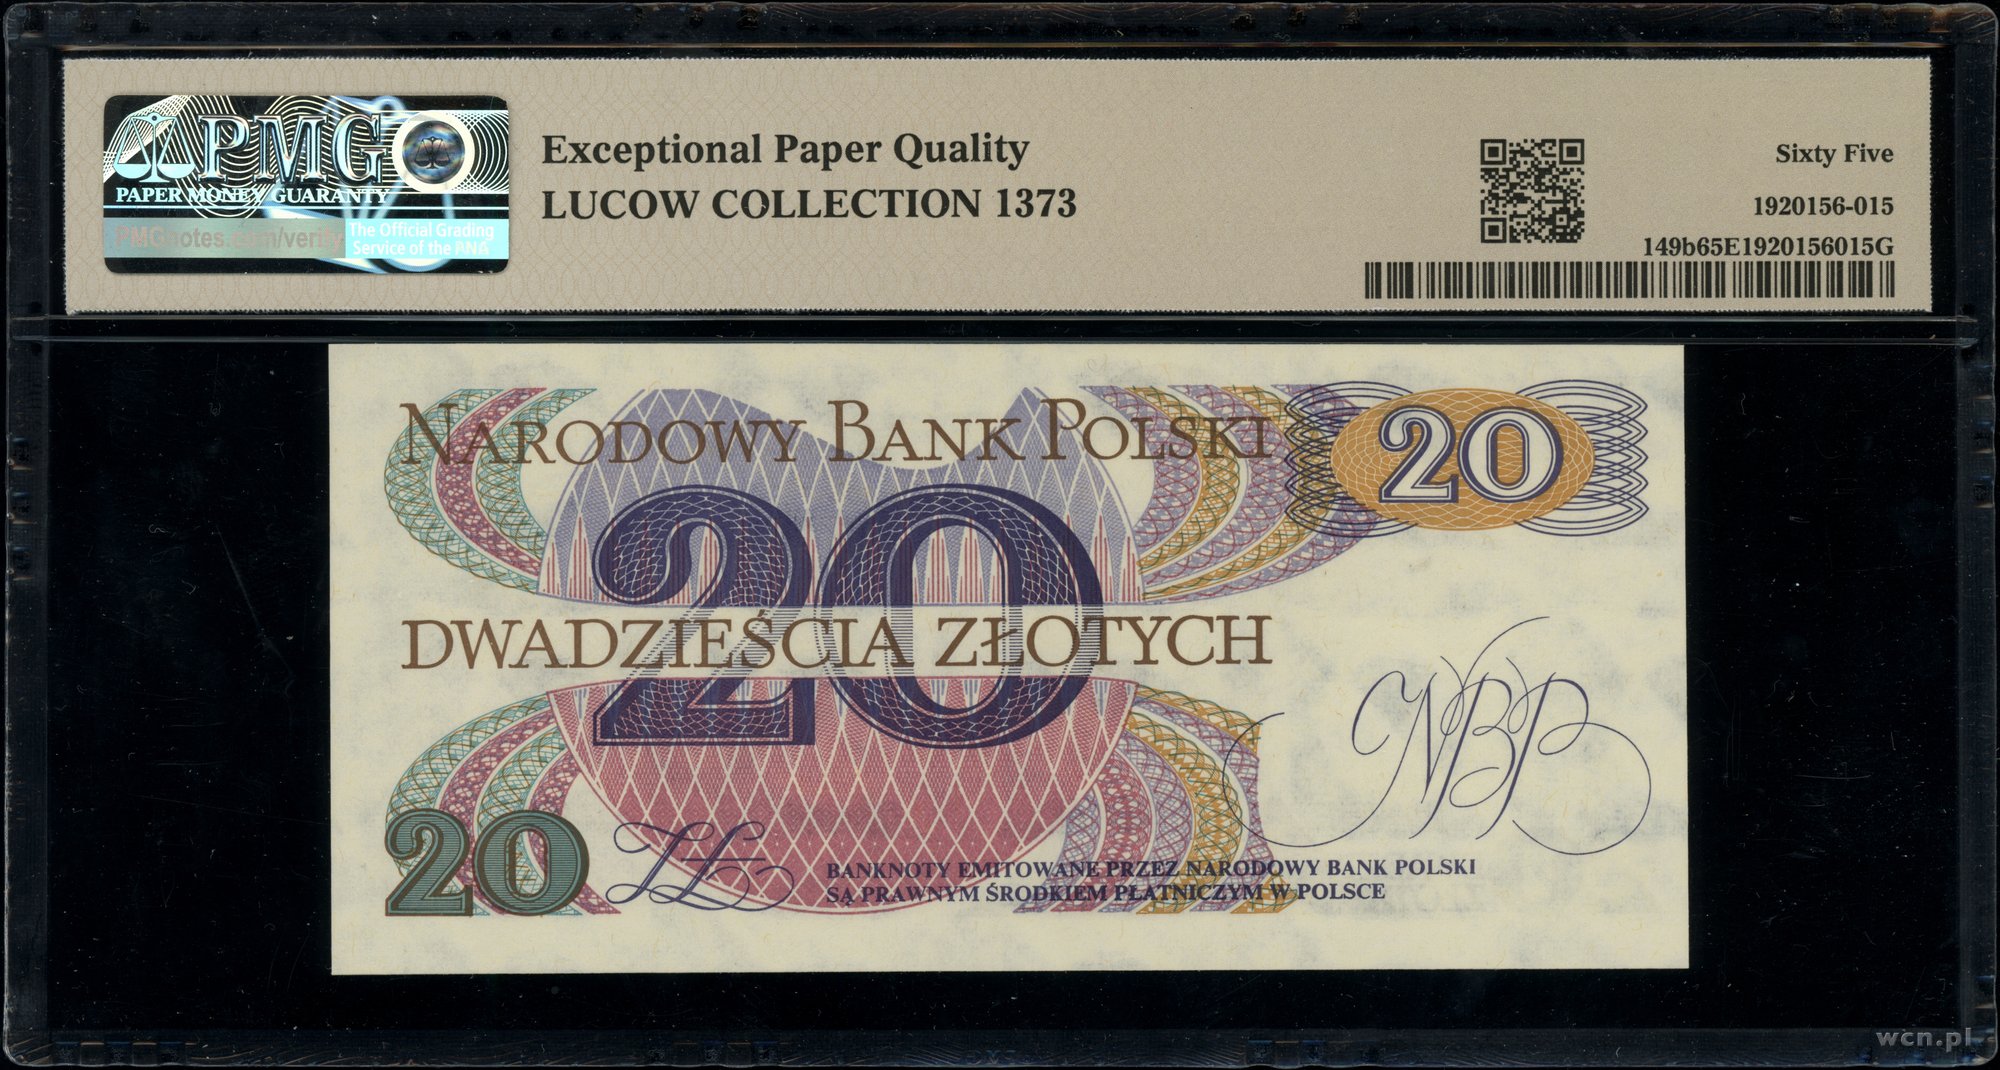 PMG
PAPER MONEY GUARANTY
PMGnotes.com/verify
The Official Grading
Service of the PNG
Exceptional Paper Quality
LUCOW COLLECTION 1373
Sixty Five
1920156-015
149b65E1920156015G
NARODOWY BANK POLSKI
20
20
DWADZIEŚCIA ZŁOTYCH
NBP
20 ZŁ
BANKNOTY EMITOWANE PRZEZ NARODOWY BANK POLSKI
SĄ PRAWNYM ŚRODKIEM PŁATNICZYM W POLSCE
wcn.pl